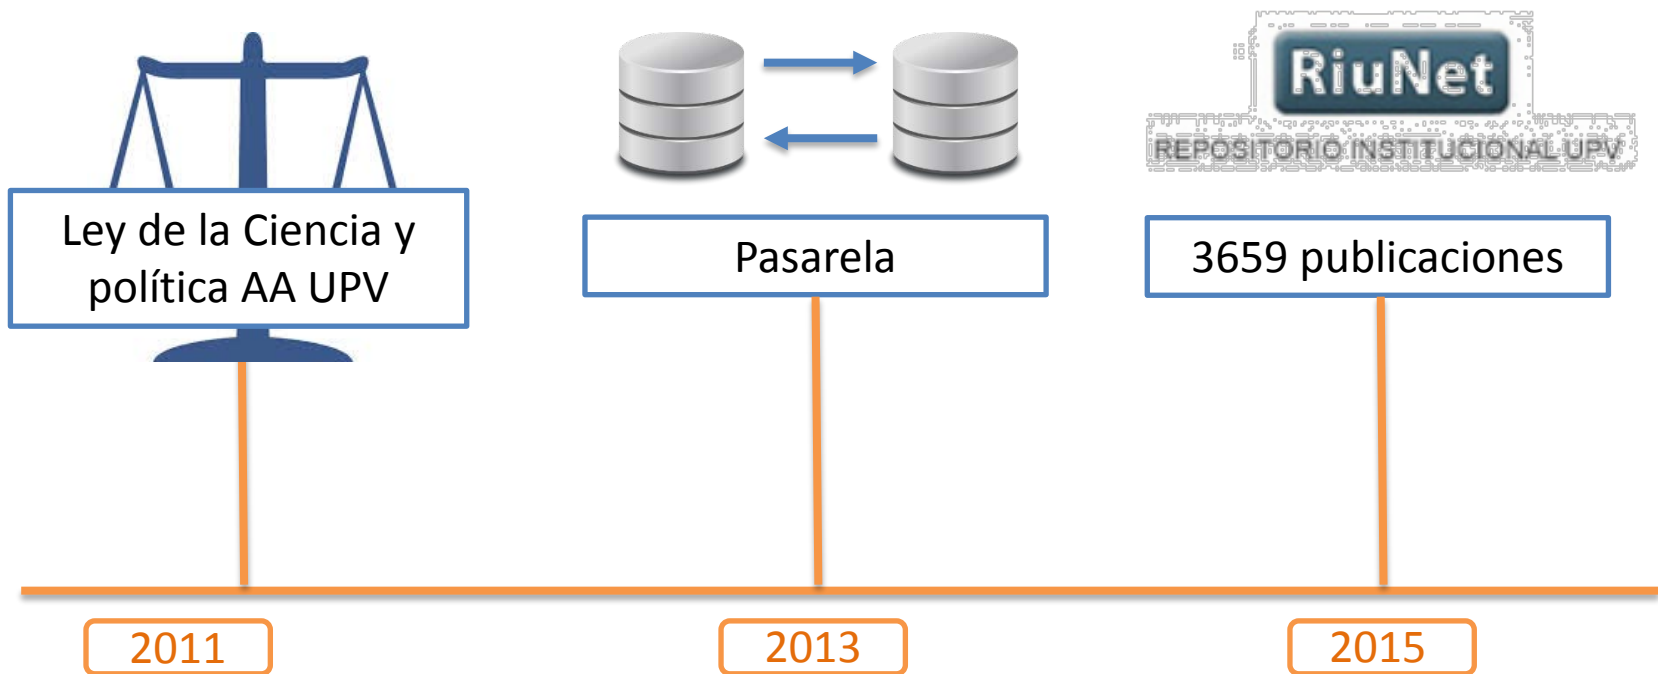 RiuNet
REPOSITORIO INSTITUCIONAL UPV
Ley de la Ciencia y
política AA UPV
Pasarela
3659 publicaciones
2011
2013
2015